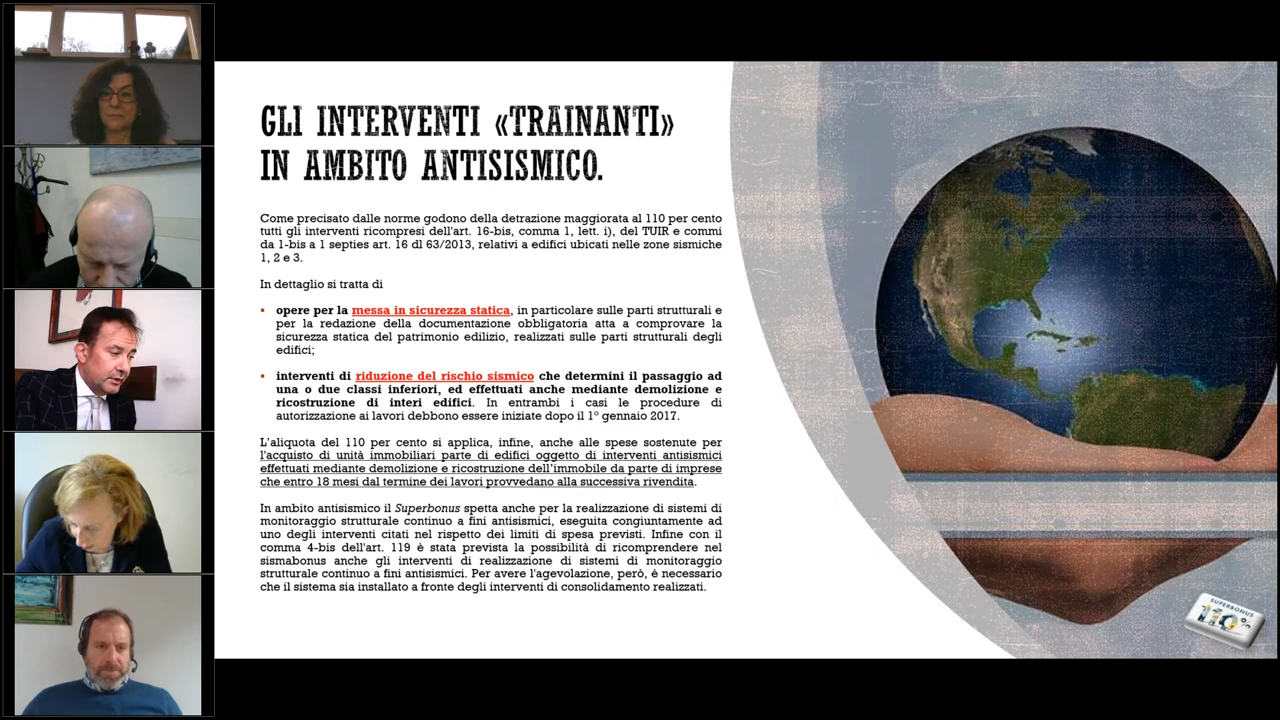 GLI INTERVENTI «TRAINANTI»
IN AMBITO ANTISISMICO.
Come precisato dalle norme godono della detrazione maggiorata al 110 per cento
tutti gli interventi ricompresi dell'art. 16-bis, comma 1, lett. i), del TUIR e commi
da 1-bis a 1 septies art. 16 dl 63/2013, relativi a edifici ubicati nelle zone sismiche
1, 2 e 3.
In dettaglio si tratta di
▪ opere per la messa in sicurezza statica, in particolare sulle parti strutturali e
per la redazione della documentazione obbligatoria atta a comprovare la
sicurezza statica del patrimonio edilizio, realizzati sulle parti strutturali degli
edifici;
▪ interventi di riduzione del rischio sismico che determini il passaggio ad
una o due classi inferiori, ed effettuati anche mediante demolizione e
ricostruzione di interi edifici. In entrambi i casi le procedure di
autorizzazione ai lavori debbono essere iniziate dopo il 1° gennaio 2017.
L'aliquota del 110 per cento si applica, infine, anche alle spese sostenute per
l'acquisto di unità immobiliari parte di edifici oggetto di interventi antisismici
effettuati mediante demolizione e ricostruzione dell'immobile da parte di imprese
che entro 18 mesi dal termine dei lavori provvedano alla successiva rivendita.
In ambito antisismico il Superbonus spetta anche per la realizzazione di sistemi di
monitoraggio strutturale continuo a fini antisismici, eseguita congiuntamente ad
uno degli interventi citati nel rispetto dei limiti di spesa previsti. Infine con il
comma 4-bis dell'art. 119 è stata prevista la possibilità di ricomprendere nel
sismabonus anche gli interventi di realizzazione di sistemi di monitoraggio
strutturale continuo a fini antisismici. Per avere l'agevolazione, però, è necessario
che il sistema sia installato a fronte degli interventi di consolidamento realizzati.
SUPERBONUS
110%